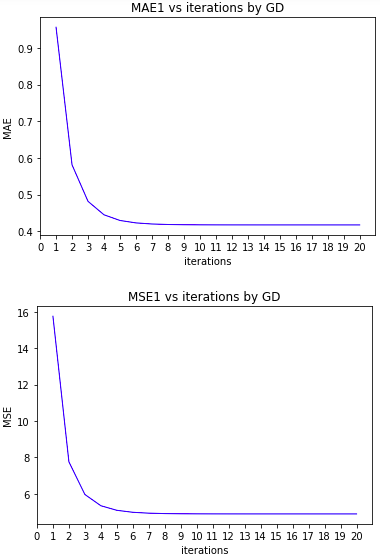 MAE1 vs iterations by GD
0.9
0.8
0.7
0.6
0.5
0.4
MAE
0 1 2 3 4 5 6 7 8 9 10 11 12 13 14 15 16 17 18 19 20
iterations
MSE1 vs iterations by GD
16
14
12
10
8
6
MSE
0 1 2 3 4 5 6 7 8 9 10 11 12 13 14 15 16 17 18 19 20
iterations